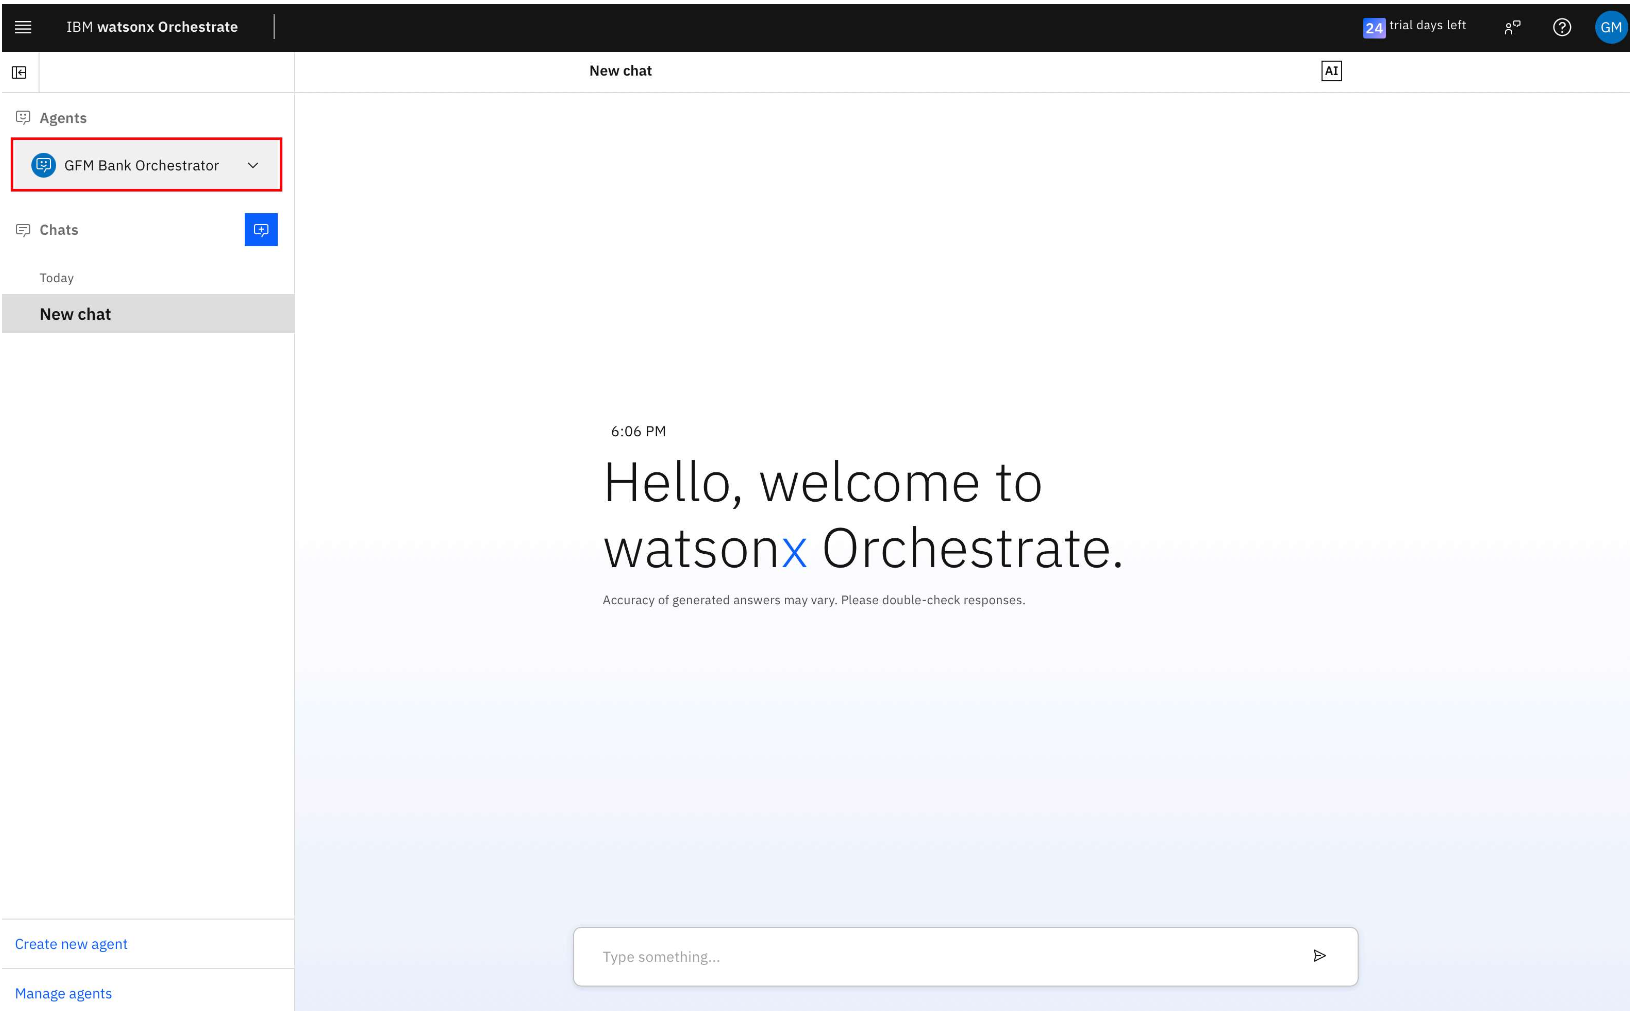 IBM watsonx Orchestrate
24 trial days left
GM
New chat
AI
Agents
GFM Bank Orchestrator
Chats
Today
New chat
6:06 PM
Hello, welcome to
watsonx Orchestrate.
Accuracy of generated answers may vary. Please double-check responses.
Type something...
Create new agent
Manage agents